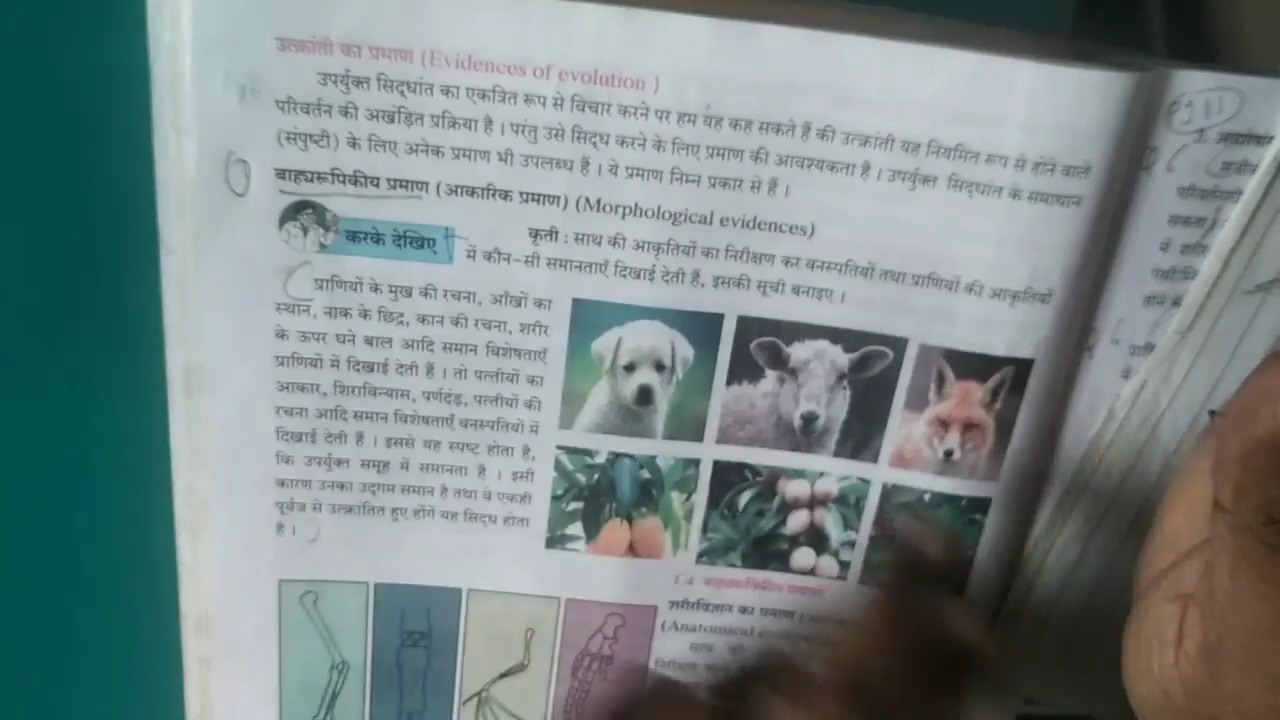 उत्क्रांती का प्रमाण (Evidences of evolution )
उपर्युक्त सिद्धांत का एकत्रित रूप से विचार करने पर हम यह कह सकते हैं की उत्क्रांती यह नियमित रूप से होने वाले
परिवर्तन की अखंडित प्रक्रिया है । परंतु उसे सिद्ध करने के लिए प्रमाण की आवश्यकता है । उपर्युक्त सिद्धांत के समाधान
(संपुष्टी) के लिए अनेक प्रमाण भी उपलब्ध हैं । ये प्रमाण निम्न प्रकार से हैं ।
बाह्यरूपिकीय प्रमाण (आकारिक प्रमाण) (Morphological evidences)
करके देखिए
कृती : साथ की आकृतियों का निरीक्षण कर वनस्पतियों तथा प्राणियों की आकृतियों
में कौन-सी समानताएँ दिखाई देती हैं, इसकी सूची बनाइए ।
प्राणियों के मुख की रचना, आँखों का
स्थान, नाक के छिद्र, कान की रचना, शरीर
के ऊपर घने बाल आदि समान विशेषताएँ
प्राणियों में दिखाई देती हैं । तो पत्तीयों का
आकार, शिराविन्यास, पर्णदंड, पत्तीयों की
रचना आदि समान विशेषताएँ वनस्पतियों में
दिखाई देती हैं । इससे यह स्पष्ट होता है,
कि उपर्युक्त समूह में समानता है । इसी
कारण उनका उद्गम समान है तथा वे एकही
पूर्वज से उत्क्रांतित हुए होंगें यह सिद्ध होता
है ।
शरीरविज्ञान का प्रमाण
(Anatomical
साथ की